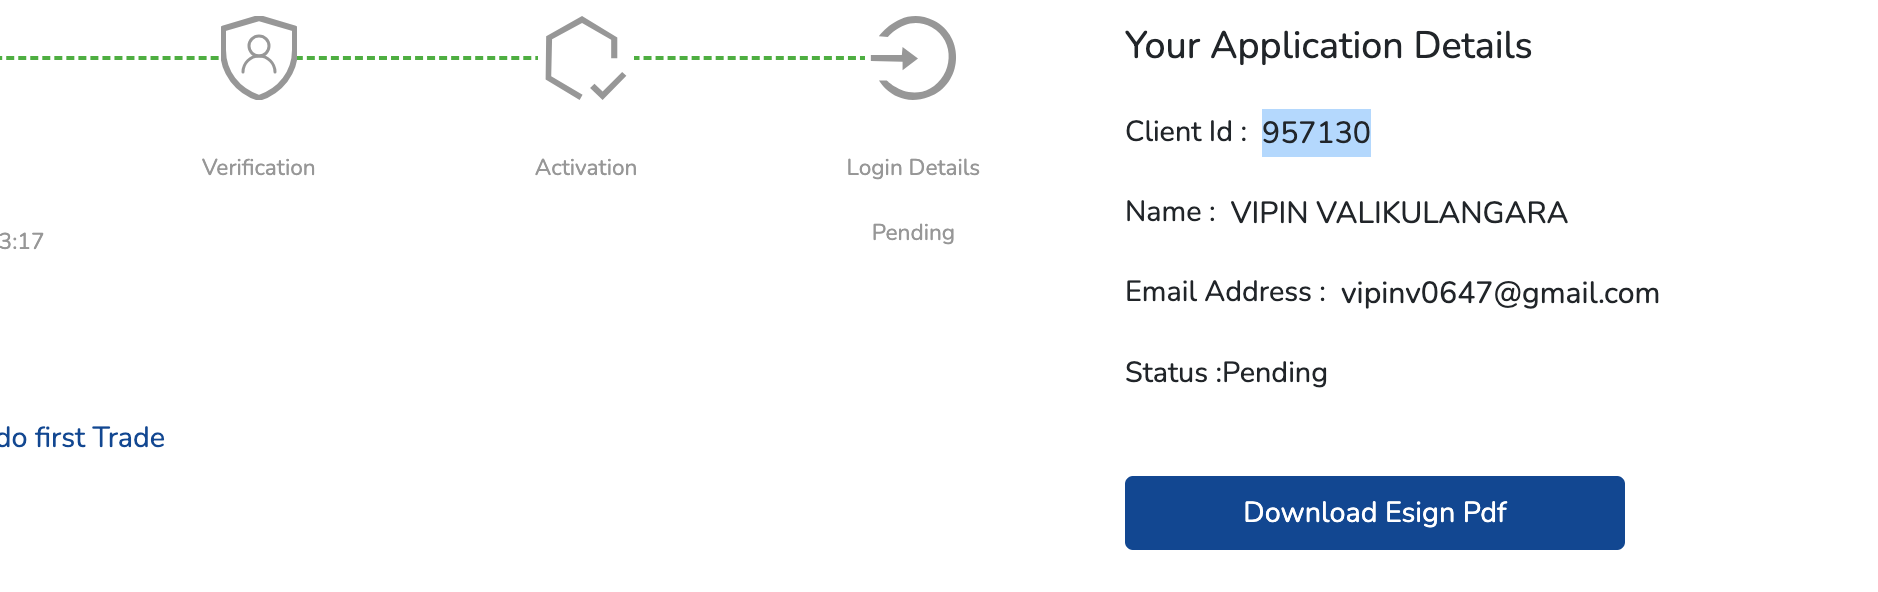 Verification
Activation
Login Details
3:17
Pending
do first Trade
Your Application Details
Client Id : 957130
Name : VIPIN VALIKULANGARA
Email Address : vipinv0647@gmail.com
Status :Pending
Download Esign Pdf